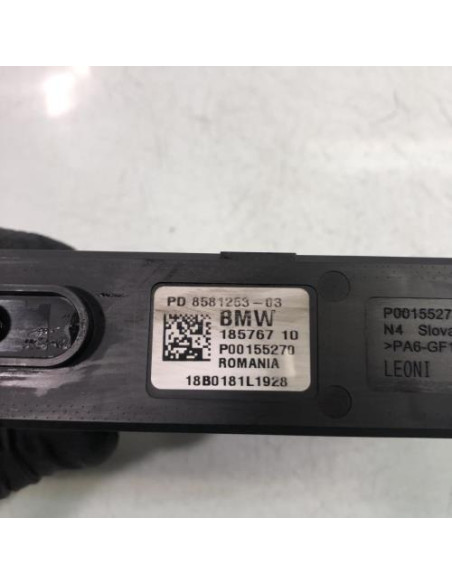 PD 8581253-03
BMW
185767 10
P00155270
ROMANIA
18B0181L1928
P0015527
N4 Slova
>PA6-GF1
LEONI